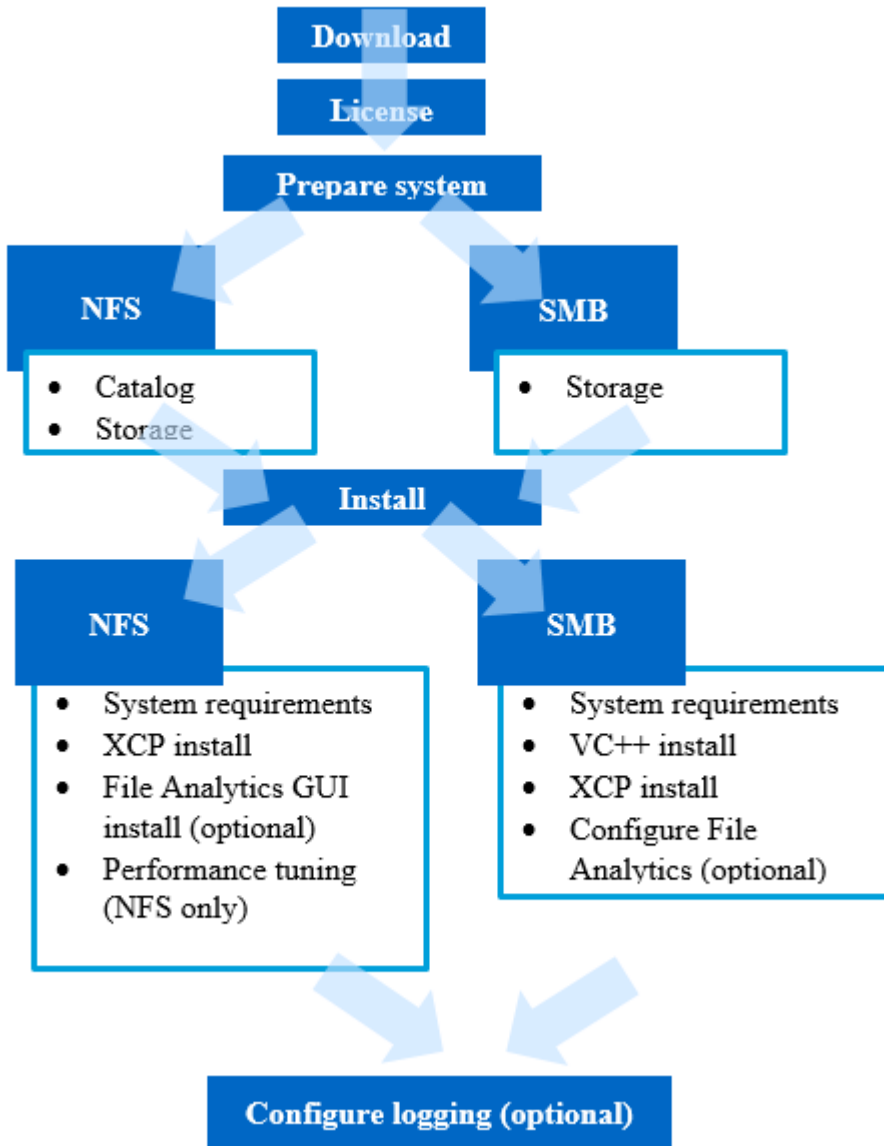 Download
License
Prepare system
NFS
SMB
• Catalog
• Storage
• Storage
Install
NFS
SMB
• System requirements
• XCP install
• File Analytics GUI
install (optional)
• Performance tuning
(NFS only)
• System requirements
• VC++ install
• XCP install
• Configure File
Analytics (optional)
Configure logging (optional)